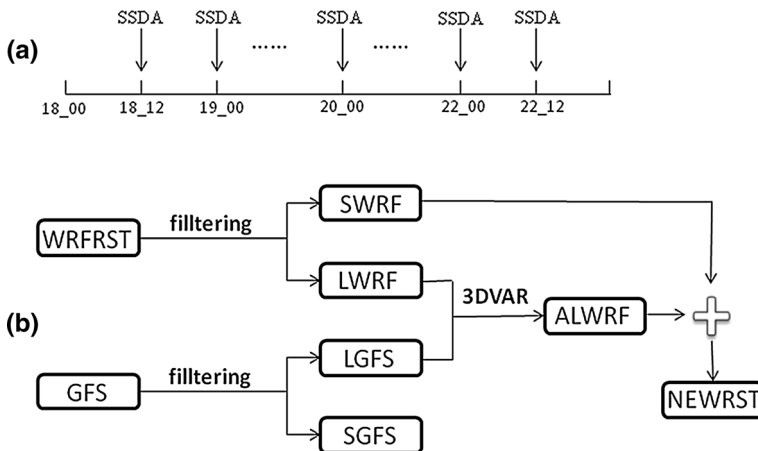 SSDA SSDA SSDA SSDA SSDA
(a) ...... ......
18_00 18_12 19_00 20_00 22_00 22_12
SWRF
WRFRST filltering
LWRF
3DVAR
(b) ALWRF
LGFS
GFS filltering
NEWRST
SGFS